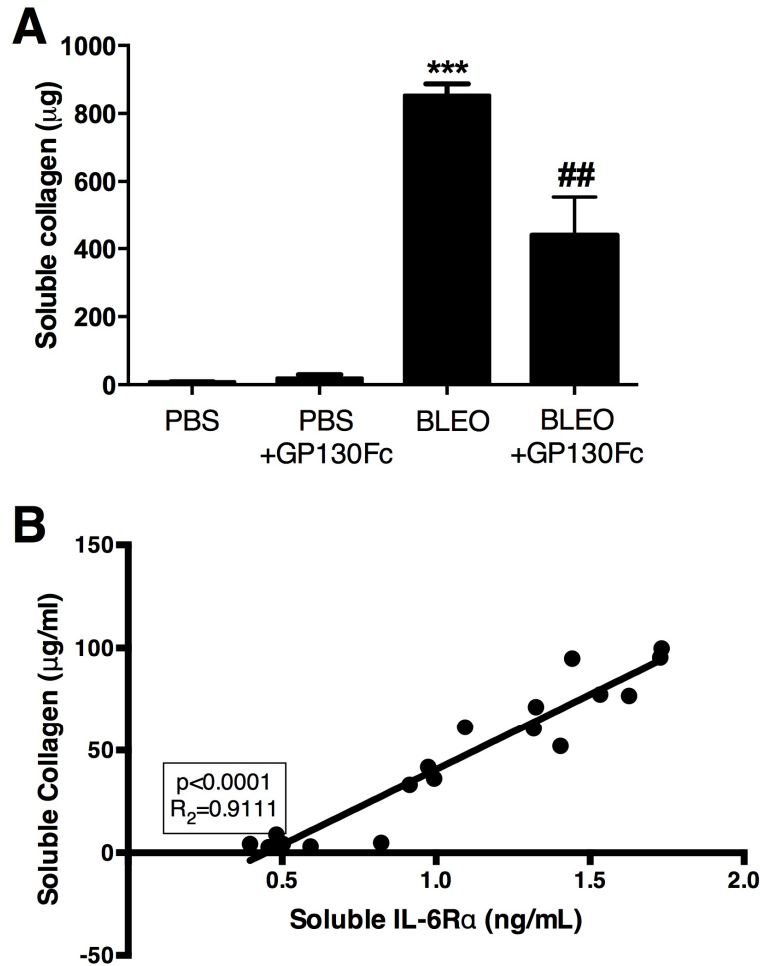 A
Soluble collagen (μg)
1000
800
600
400
200
0
***
##
PBS
PBS
+GP130Fc
BLEO
BLEO
+GP130Fc
B
Soluble Collagen (μg/ml)
150
100
50
0
-50
p<0.0001
R2=0.9111
0.5
1.0
1.5
2.0
Soluble IL-6Rα (ng/mL)